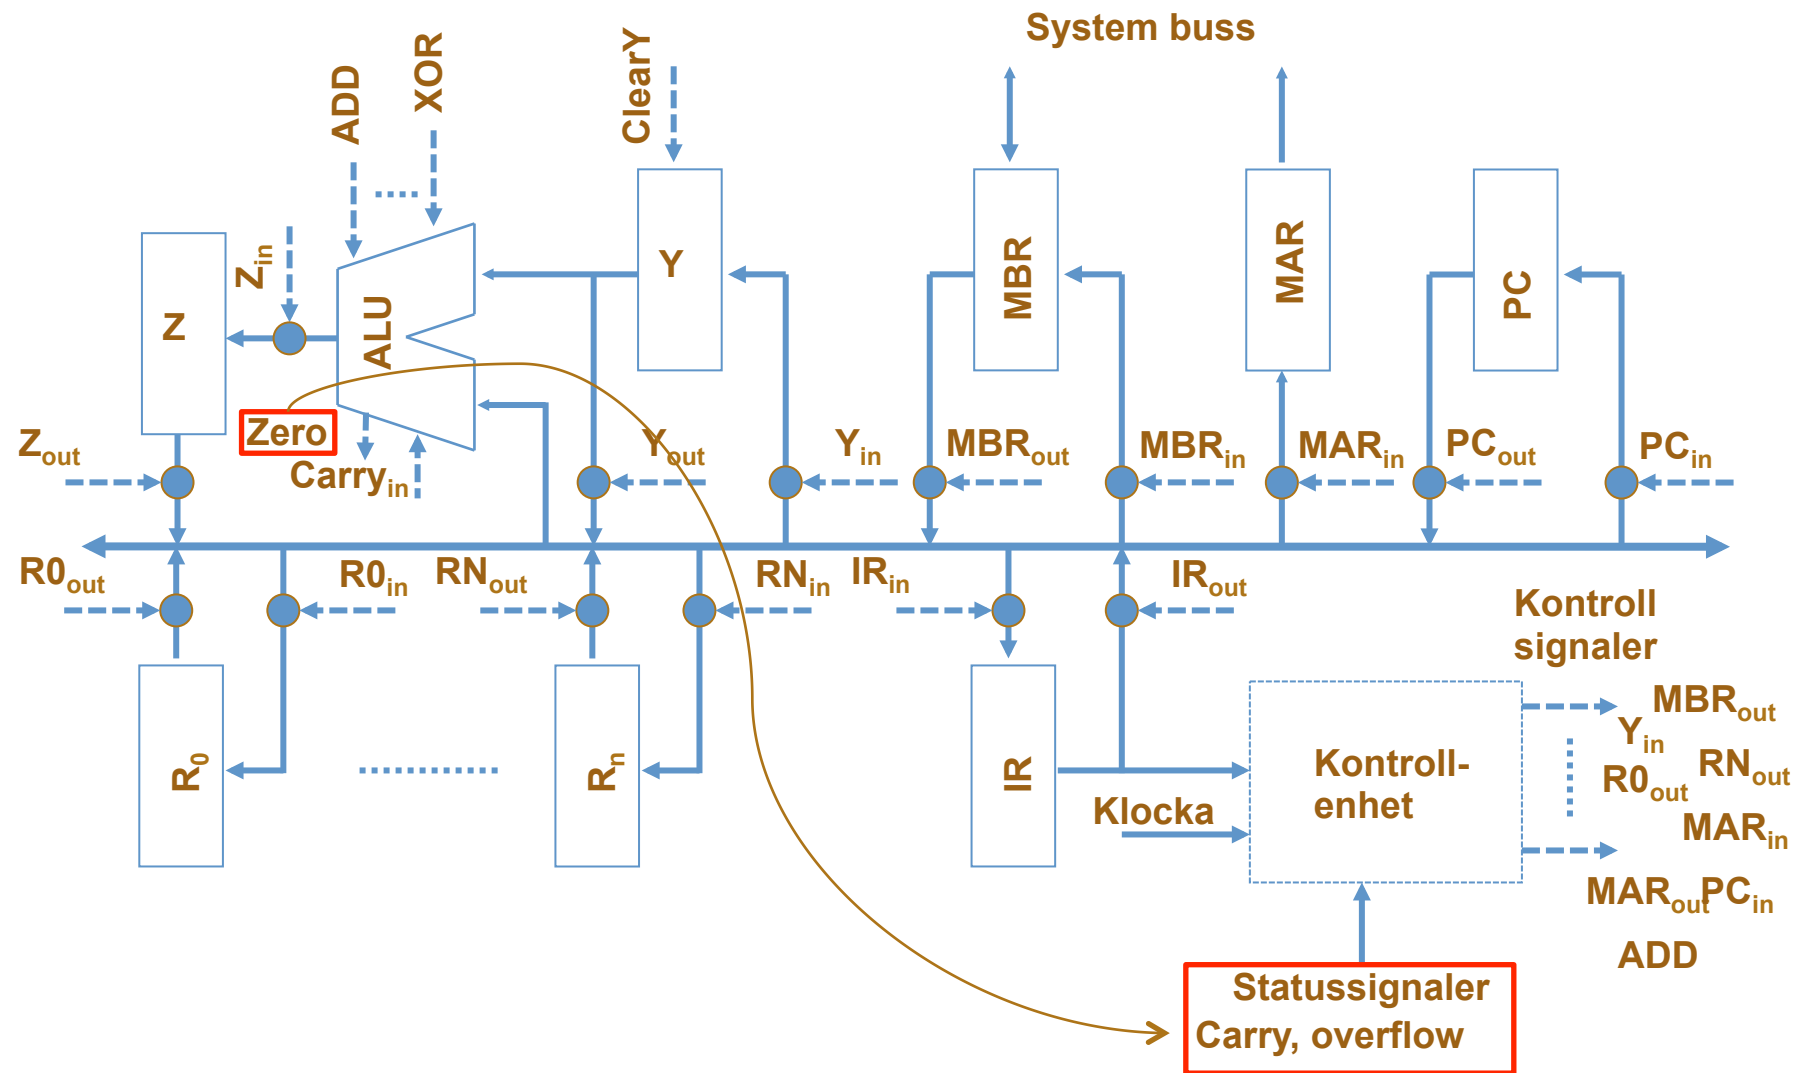 System buss
ADD
XOR
ClearY
Z
Zin
ALU
Y
MBR
MAR
PC
Zero
Zout
Carryin
Yout
Yin
MBRout
MBRin
MARin
PCout
PCin
R0out
R0in
RNout
RNin
IRin
IRout
Kontroll
signaler
R0
Rn
IR
Klocka
Kontroll-
enhet
MBRout
Yin
R0out
RNout
MARin
MARout
PCin
ADD
Statussignaler
Carry, overflow